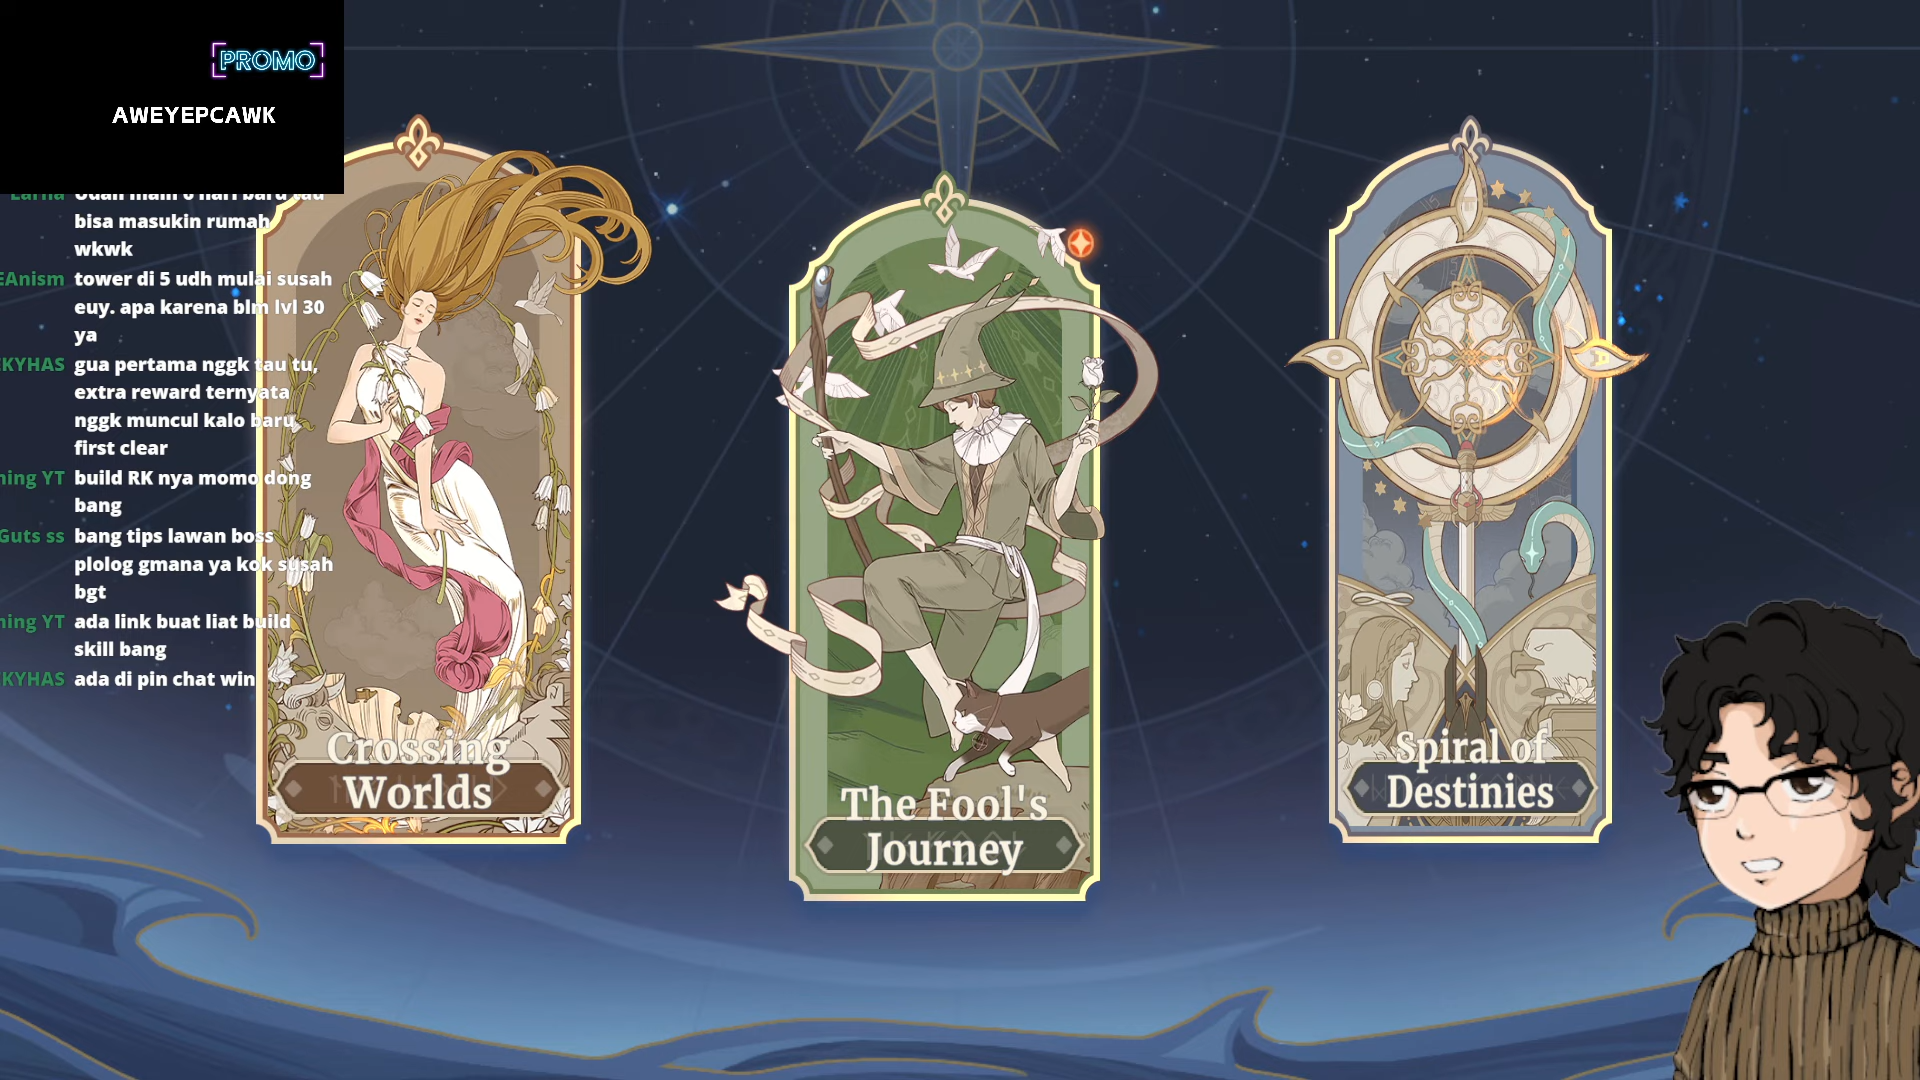 PROMO
AWEYEPCAWK
bisa masukin rumah
wkwk
EAnism tower di 5 udh mulai susah
euy. apa karena blm lvl 30
ya
KYHAS gua pertama nggk tau tu,
extra reward ternyata
nggk muncul kalo baru
first clear
ning YT build RK nya momo dong
bang
Guts ss bang tips lawan boss
plolog gmana ya kok susah
bgt
ning YT ada link buat liat build
skill bang
KYHAS ada di pin chat win
Crossing
Worlds
The Fool's
Journey
Spiral of
Destinies